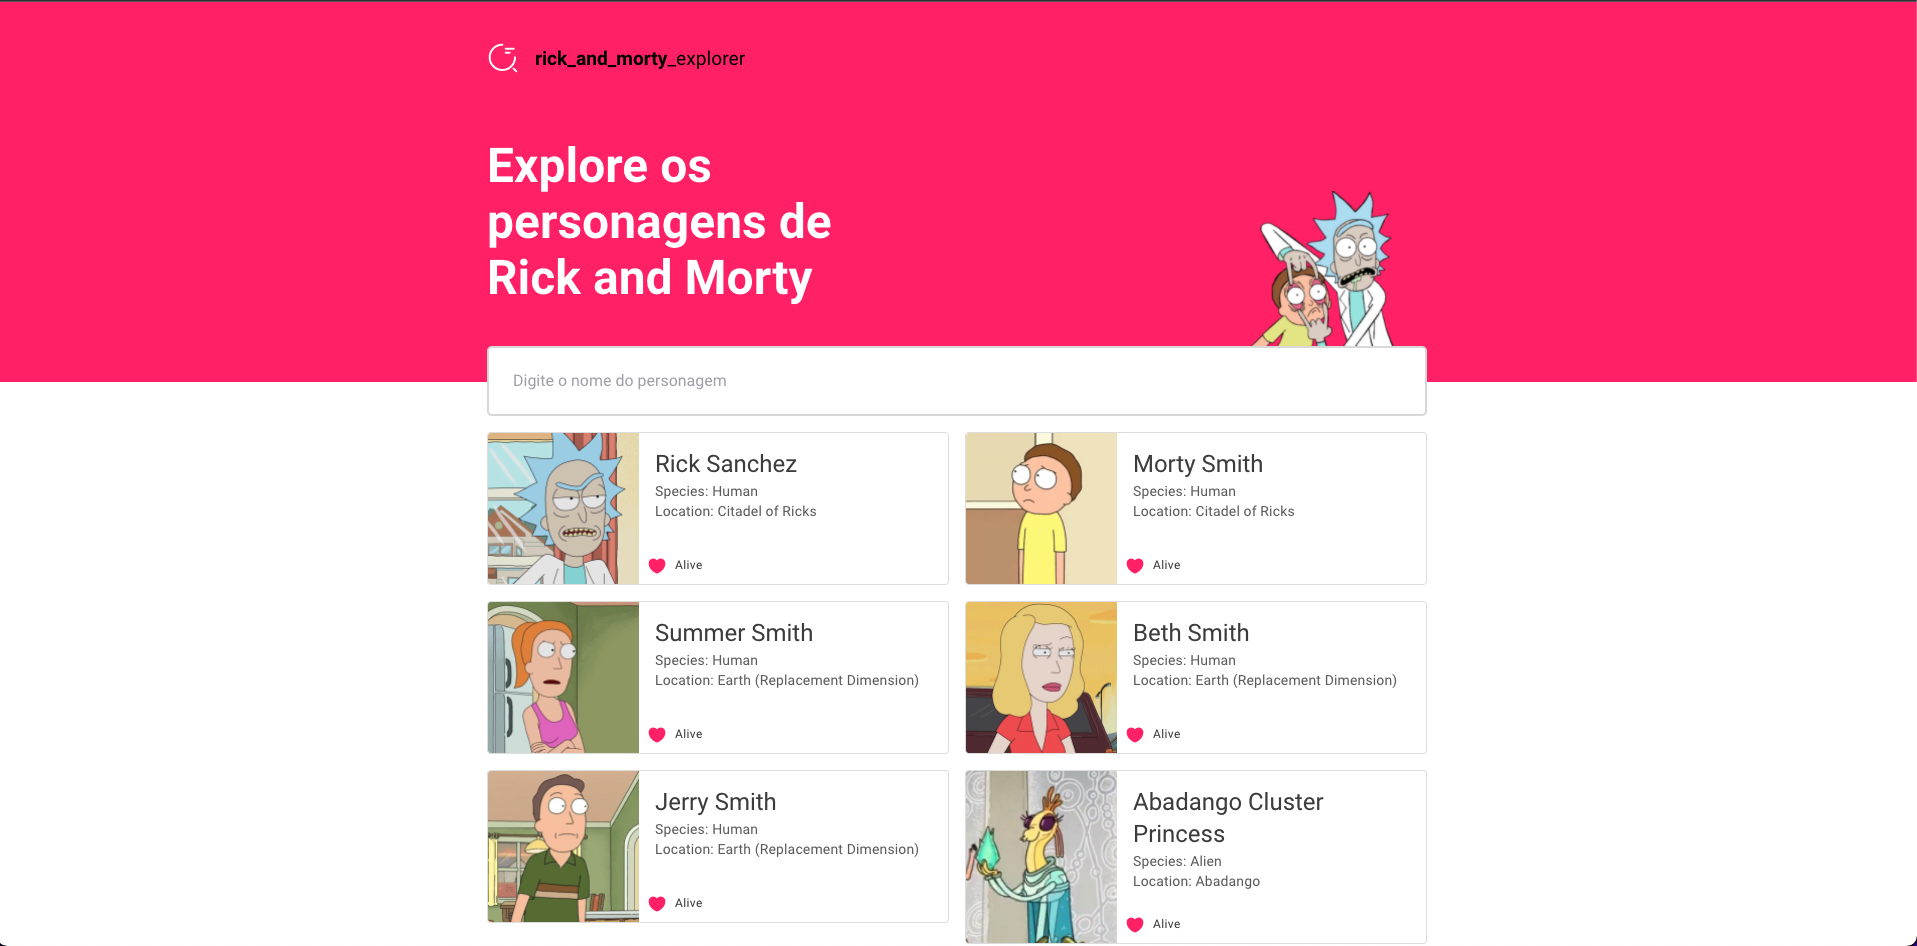 rick_and_morty_explorer
Explore os
personagens de
Rick and Morty
Digite o nome do personagem
Rick Sanchez
Species: Human
Location: Citadel of Ricks
Alive
Morty Smith
Species: Human
Location: Citadel of Ricks
Alive
Summer Smith
Species: Human
Location: Earth (Replacement Dimension)
Alive
Beth Smith
Species: Human
Location: Earth (Replacement Dimension)
Alive
Jerry Smith
Species: Human
Location: Earth (Replacement Dimension)
Alive
Abadango Cluster
Princess
Species: Alien
Location: Abadango
Alive